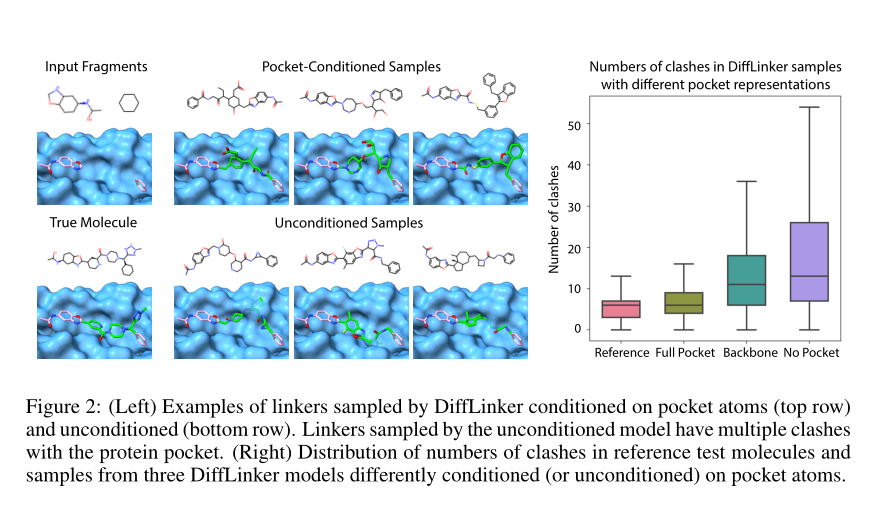 Input Fragments
Pocket-Conditioned Samples
True Molecule
Unconditioned Samples
Numbers of clashes in DiffLinker samples
with different pocket representations
Number of clashes
50
40
30
20
10
0
Reference Full Pocket Backbone No Pocket
Figure 2: (Left) Examples of linkers sampled by DiffLinker conditioned on pocket atoms (top row)
and unconditioned (bottom row). Linkers sampled by the unconditioned model have multiple clashes
with the protein pocket. (Right) Distribution of numbers of clashes in reference test molecules and
samples from three DiffLinker models differently conditioned (or unconditioned) on pocket atoms.